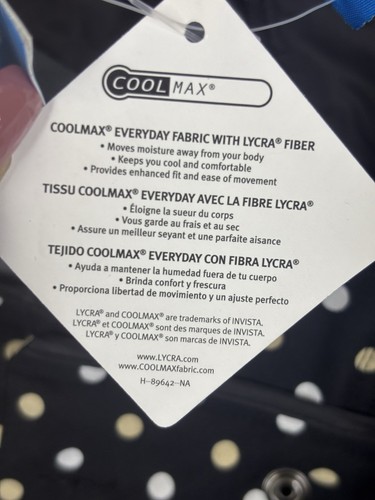 COOLMAX®
COOLMAX® EVERYDAY FABRIC WITH LYCRA® FIBER
• Moves moisture away from your body
• Keeps you cool and comfortable
• Provides enhanced fit and ease of movement
TISSU COOLMAX® EVERYDAY AVEC LA FIBRE LYCRA®
• Éloigne la sueur du corps
• Vous garde au frais et au sec
• Assure un meilleur seyant et une parfaite aisance
TEJIDO COOLMAX® EVERYDAY CON FIBRA LYCRA®
• Ayuda a mantener la humedad fuera de tu cuerpo
• Brinda confort y frescura
• Proporciona libertad de movimiento y un ajuste perfecto
LYCRA® and COOLMAX® are trademarks of INVISTA.
LYCRA® et COOLMAX® sont des marques de INVISTA.
LYCRA® y COOLMAX® son marcas de INVISTA.
www.LYCRA.com
www.COOLMAXfabric.com
H-89642-NA